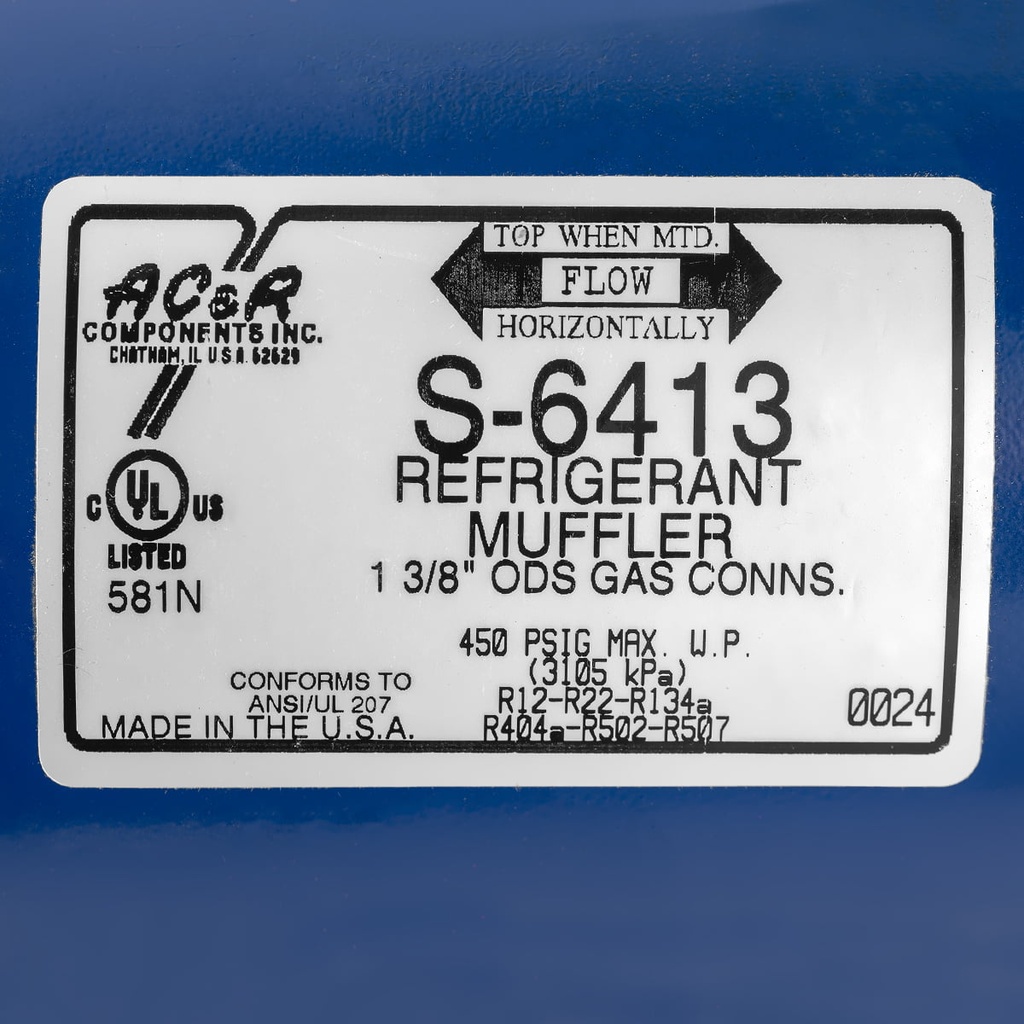 TOP WHEN MTD.
FLOW
HORIZONTALLY
AC&R
COMPONENTS INC.
CHATHAM, IL U.S.A. 62629
S-6413
REFRIGERANT
MUFFLER
1 3/8" ODS GAS CONNS.
C UL US
LISTED
581N
450 PSIG MAX. W.P.
(3105 kPa)
R12-R22-R134a
R404a-R502-R507
CONFORMS TO
ANSI/UL 207
MADE IN THE U.S.A.
0024